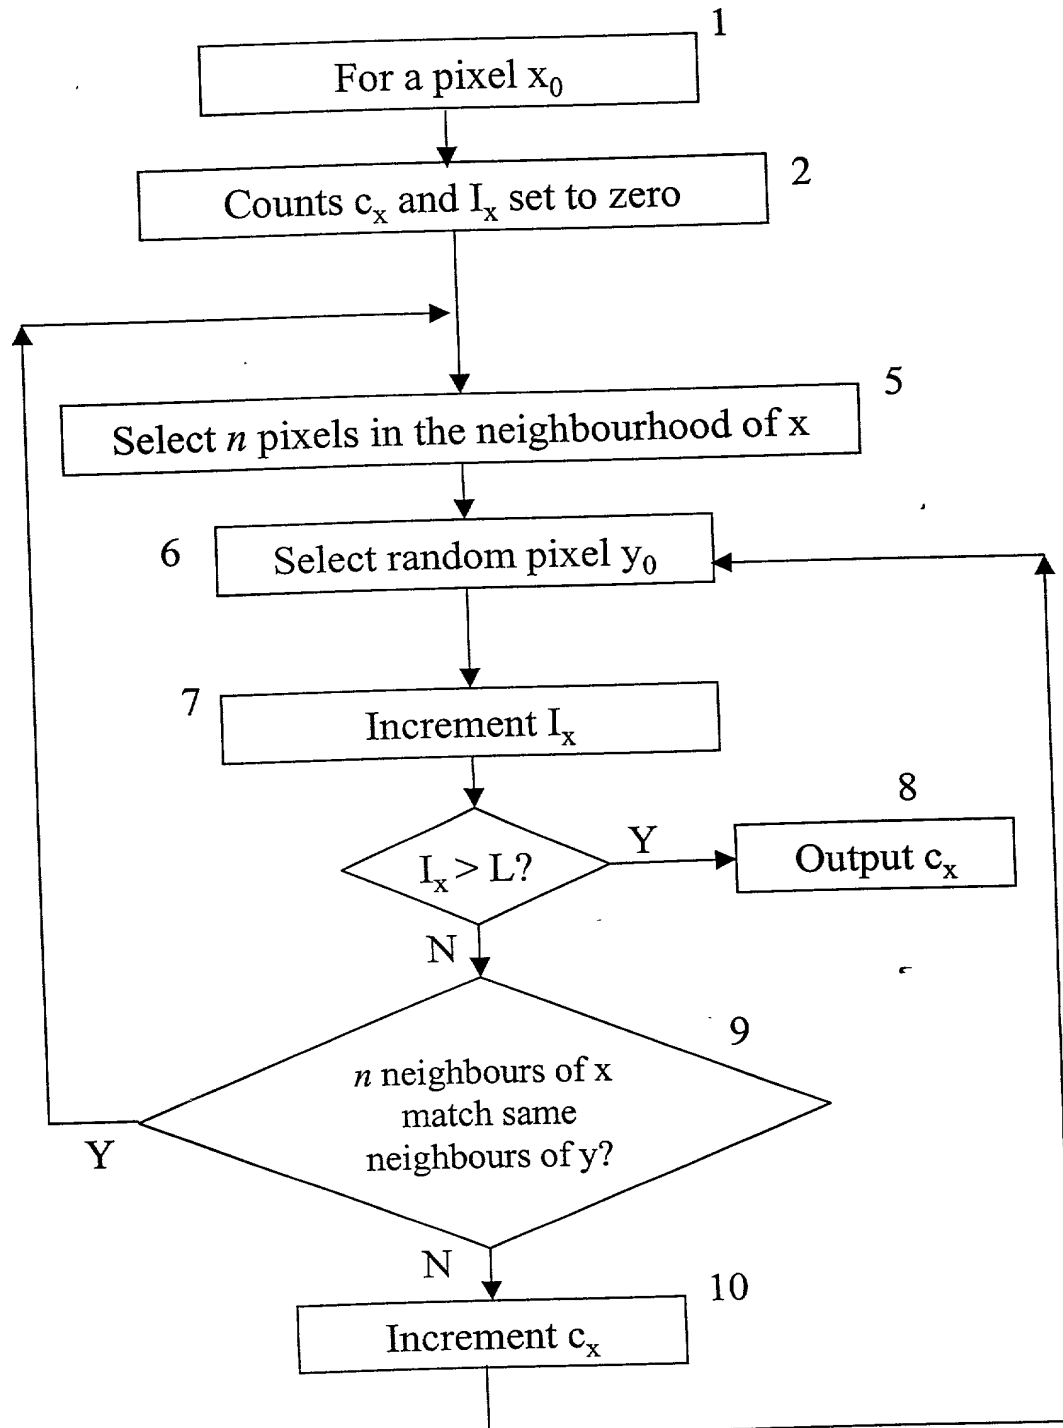 1
For a pixel x₀
2
Counts cₓ and Iₓ set to zero
5
Select n pixels in the neighbourhood of x
6
Select random pixel y₀
7
Increment Iₓ
8
Iₓ > L?
Y
Output cₓ
N
9
n neighbours of x
match same
neighbours of y?
Y
N
10
Increment cₓ